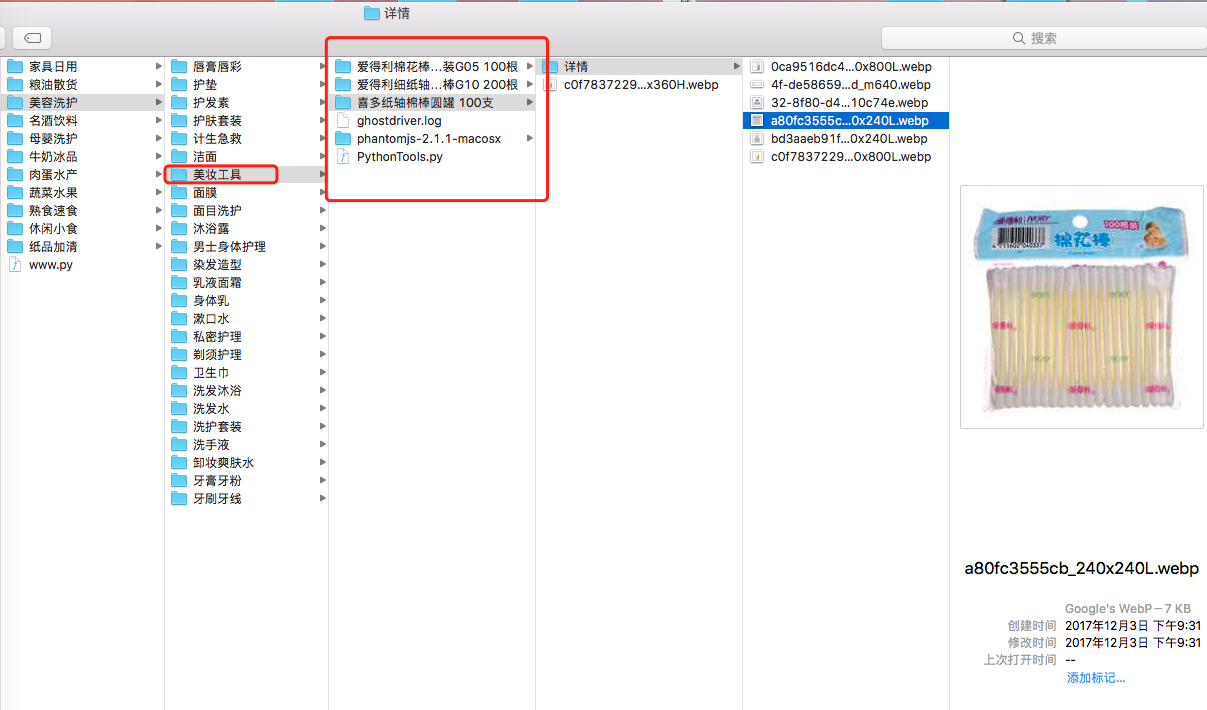 详情
搜索
家具日用
粮油散货
美容洗护
名酒饮料
母婴洗护
牛奶冰品
肉蛋水产
蔬菜水果
熟食速食
休闲小食
纸品加清
www.py
唇膏唇彩
护垫
护发素
护肤套装
计生急救
洁面
美妆工具
面膜
面目洗护
沐浴露
男士身体护理
染发造型
乳液面霜
身体乳
漱口水
私密护理
剃须护理
卫生巾
洗发沐浴
洗发水
洗护套装
洗手液
卸妆爽肤水
牙膏牙粉
牙刷牙线
爱得利棉花棒...装G05 100根
爱得利细纸轴...棒G10 200根
喜多纸轴棉棒圆罐 100支
ghostdriver.log
phantomjs-2.1.1-macosx
PythonTools.py
详情
c0f7837229...x360H.webp
0ca9516dc4...0x800L.webp
4f-de58659...d_m640.webp
32-8f80-d4...10c74e.webp
a80fc3555c...0x240L.webp
bd3aaeb91f...0x240L.webp
c0f7837229...0x800L.webp
IVORY
100根装
棉花棒
a80fc3555cb_240x240L.webp
Google's WebP – 7 KB
创建时间 2017年12月3日 下午9:31
修改时间 2017年12月3日 下午9:31
上次打开时间 --
添加标记...